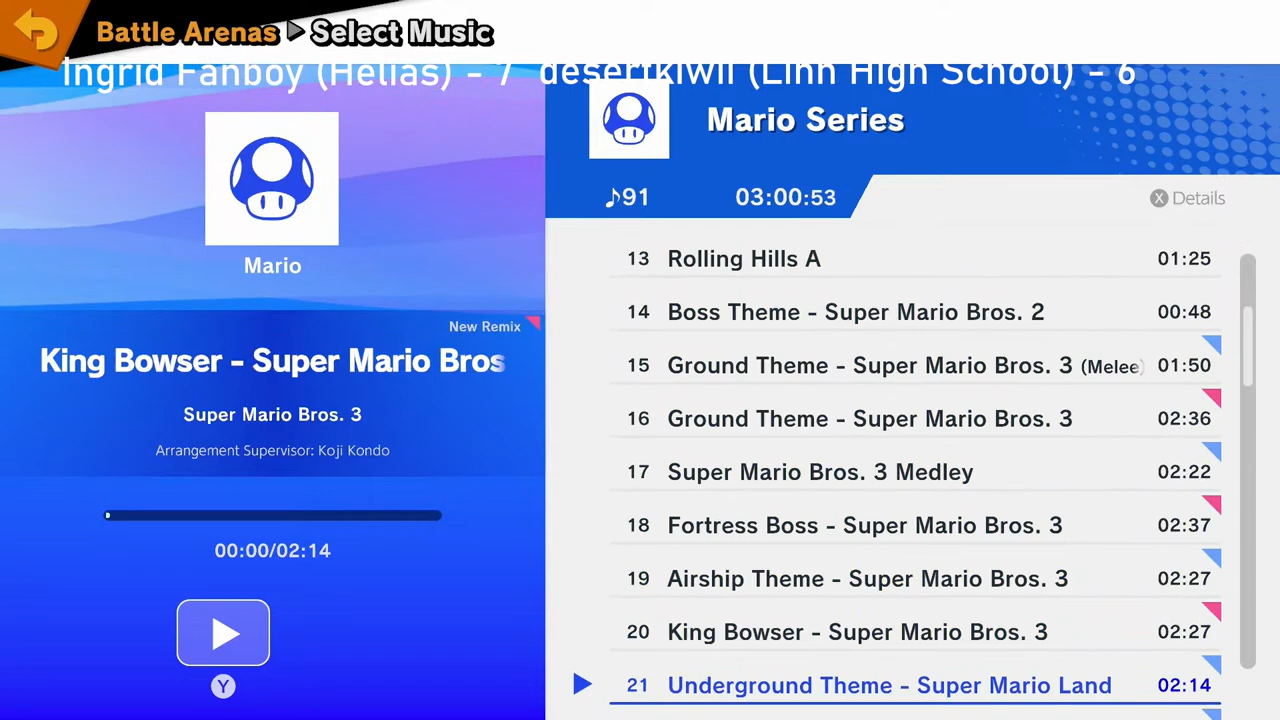 Battle Arenas ▶ Select Music
Ingrid Fanboy (Helias) - 7 desertkiwii (Linn High School) - 6
Mario
New Remix
King Bowser - Super Mario Bros
Super Mario Bros. 3
Arrangement Supervisor: Koji Kondo
00:00/02:14
Y
Mario Series
♪91 03:00:53
X Details
13 Rolling Hills A 01:25
14 Boss Theme - Super Mario Bros. 2 00:48
15 Ground Theme - Super Mario Bros. 3 (Melee) 01:50
16 Ground Theme - Super Mario Bros. 3 02:36
17 Super Mario Bros. 3 Medley 02:22
18 Fortress Boss - Super Mario Bros. 3 02:37
19 Airship Theme - Super Mario Bros. 3 02:27
20 King Bowser - Super Mario Bros. 3 02:27
21 Underground Theme - Super Mario Land 02:14